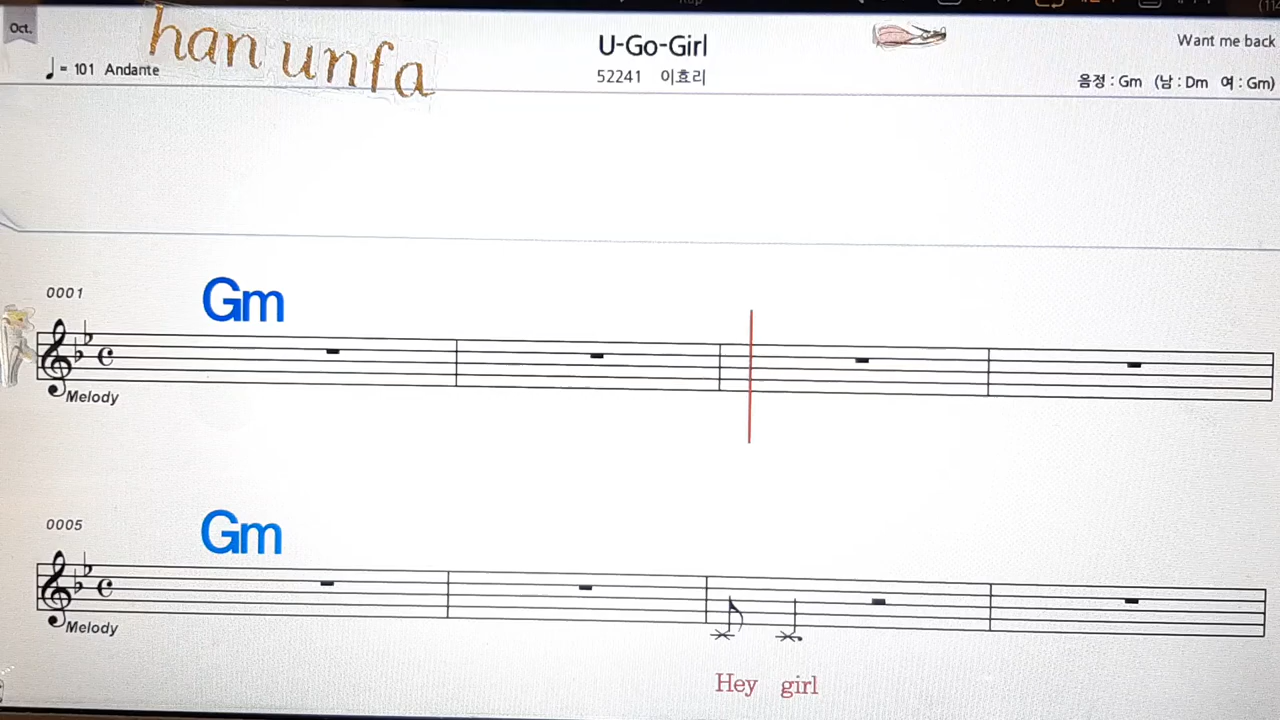 Oct.
han unfa
U-Go-Girl
Want me back
= 101 Andante
52241 이효리
음정 : Gm (남 : Dm 여 : Gm)
0001
Gm
Melody
0005
Gm
Melody
Hey girl